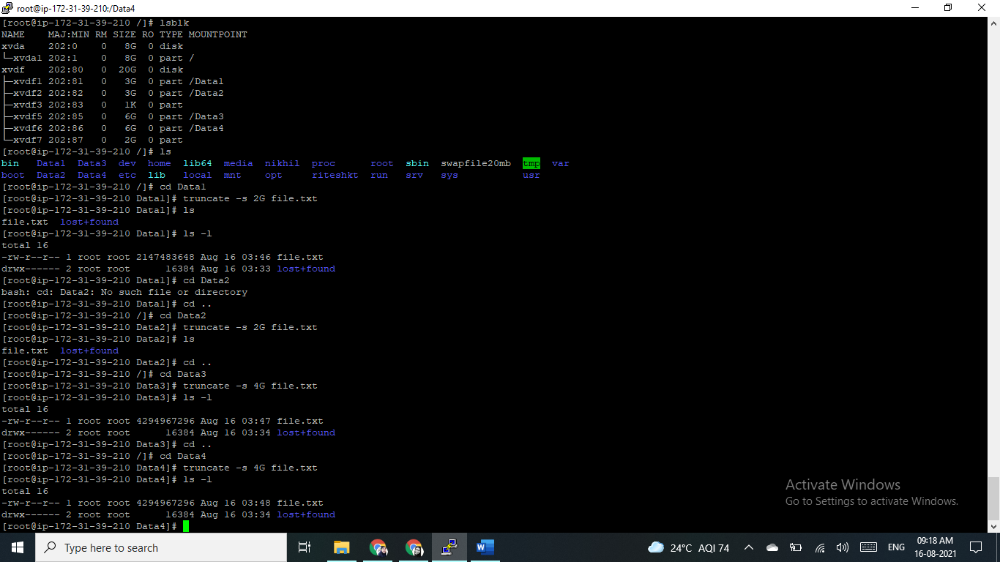 root@ip-172-31-39-210:/Data4
[root@ip-172-31-39-210 /]# lsblk
NAME    MAJ:MIN RM SIZE RO TYPE MOUNTPOINT
xvda    202:0    0   8G  0 disk
└─xvda1 202:1    0   8G  0 part /
xvdf    202:80   0  20G  0 disk
├─xvdf1 202:81   0   3G  0 part /Data1
├─xvdf2 202:82   0   3G  0 part /Data2
├─xvdf3 202:83   0   1K  0 part
├─xvdf5 202:85   0   6G  0 part /Data3
├─xvdf6 202:86   0   6G  0 part /Data4
└─xvdf7 202:87   0   2G  0 part
[root@ip-172-31-39-210 /]# ls
bin   Data1  Data3  dev  home  lib64  media  nikhil  proc      root  sbin  swapfile20mb  tmp  var
boot  Data2  Data4  etc  lib   local  mnt    opt     riteshkt  run   srv   sys           usr
[root@ip-172-31-39-210 /]# cd Data1
[root@ip-172-31-39-210 Data1]# truncate -s 2G file.txt
[root@ip-172-31-39-210 Data1]# ls
file.txt  lost+found
[root@ip-172-31-39-210 Data1]# ls -l
total 16
-rw-r--r-- 1 root root 2147483648 Aug 16 03:46 file.txt
drwx------ 2 root root      16384 Aug 16 03:33 lost+found
[root@ip-172-31-39-210 Data1]# cd Data2
bash: cd: Data2: No such file or directory
[root@ip-172-31-39-210 Data1]# cd ..
[root@ip-172-31-39-210 /]# cd Data2
[root@ip-172-31-39-210 Data2]# truncate -s 2G file.txt
[root@ip-172-31-39-210 Data2]# ls
file.txt  lost+found
[root@ip-172-31-39-210 Data2]# cd ..
[root@ip-172-31-39-210 /]# cd Data3
[root@ip-172-31-39-210 Data3]# truncate -s 4G file.txt
[root@ip-172-31-39-210 Data3]# ls -l
total 16
-rw-r--r-- 1 root root 4294967296 Aug 16 03:47 file.txt
drwx------ 2 root root      16384 Aug 16 03:34 lost+found
[root@ip-172-31-39-210 Data3]# cd ..
[root@ip-172-31-39-210 /]# cd Data4
[root@ip-172-31-39-210 Data4]# truncate -s 4G file.txt
[root@ip-172-31-39-210 Data4]# ls -l
total 16
-rw-r--r-- 1 root root 4294967296 Aug 16 03:48 file.txt
drwx------ 2 root root      16384 Aug 16 03:34 lost+found
[root@ip-172-31-39-210 Data4]#
Activate Windows
Go to Settings to activate Windows.
Type here to search
24°C AQI 74
ENG
09:18 AM
16-08-2021